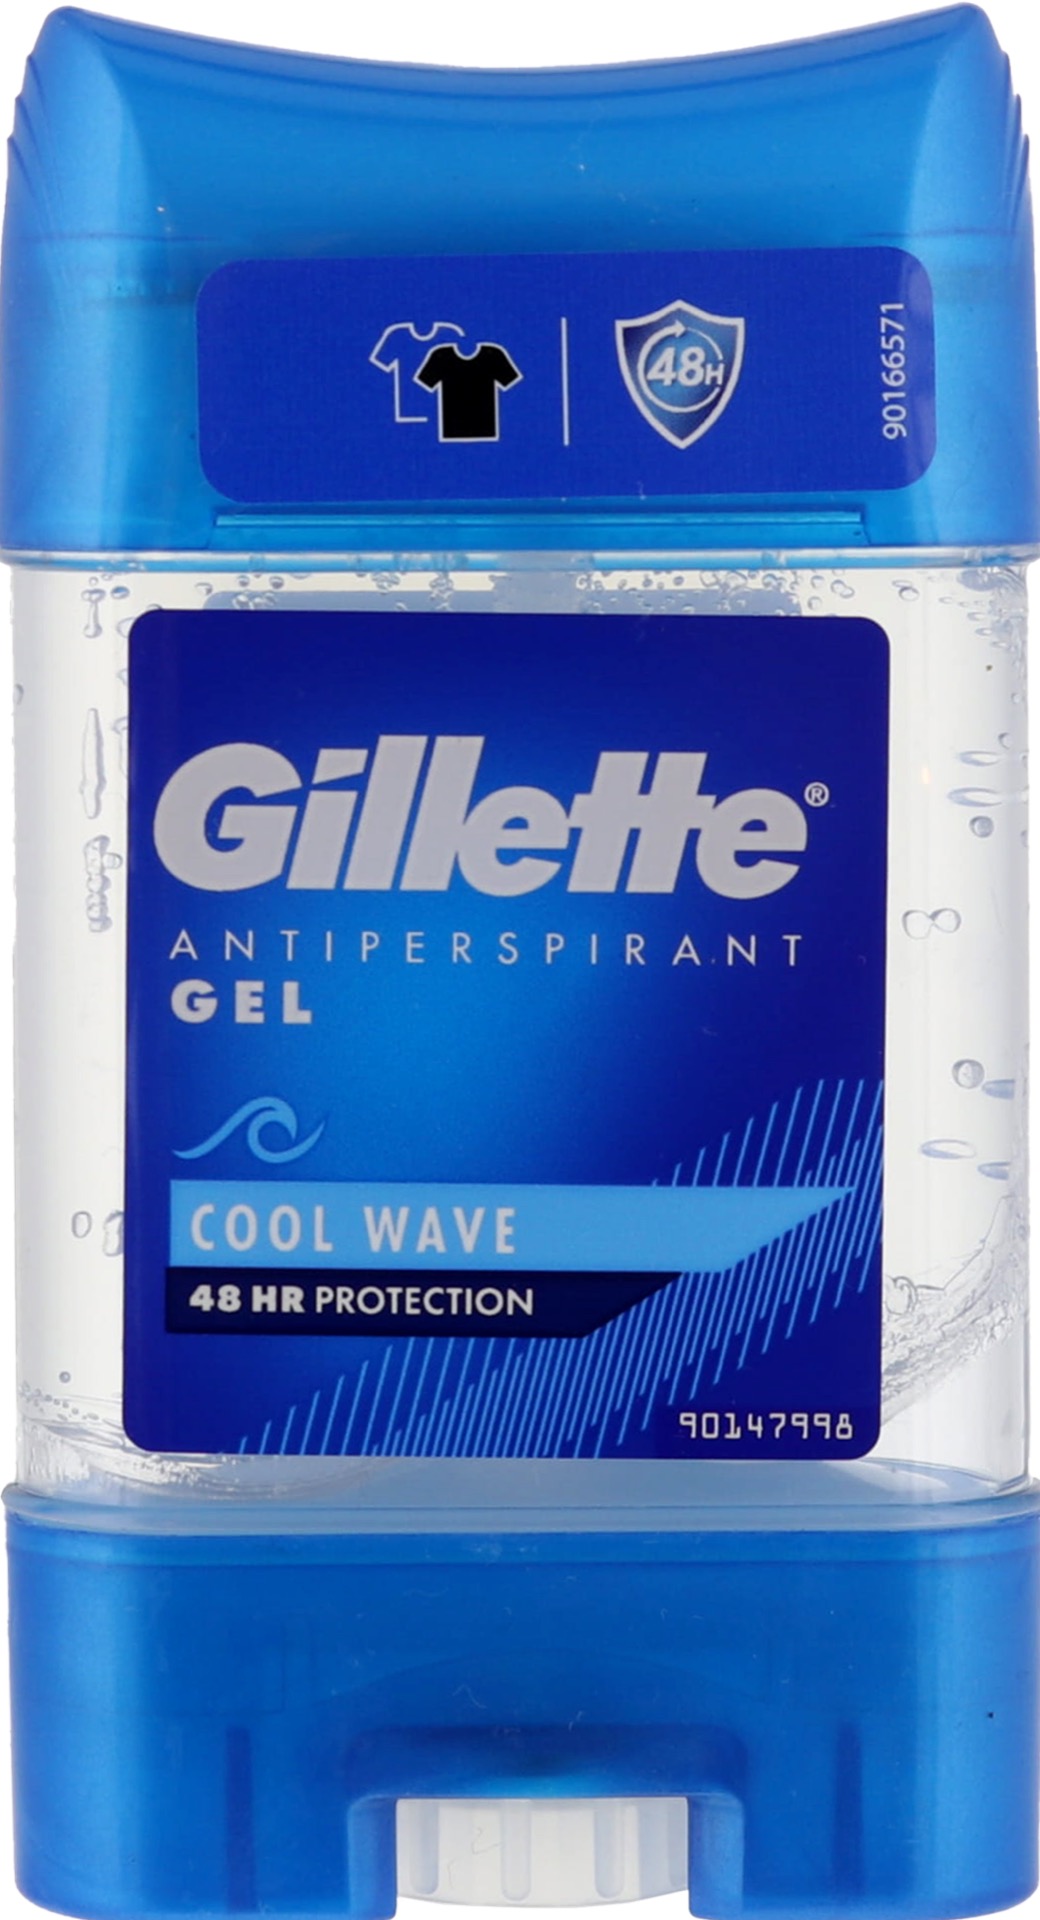 48H
90166571
Gillette®
ANTIPERSPIRANT
GEL
COOL WAVE
48 HR PROTECTION
90147998